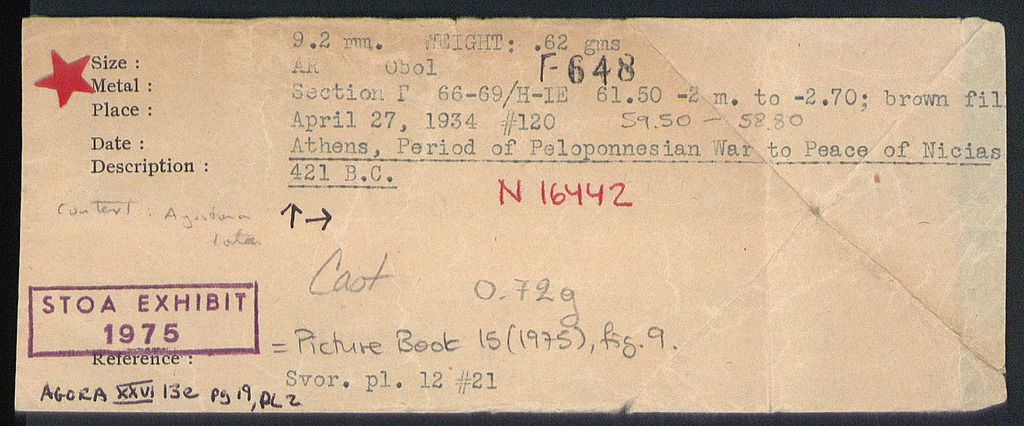 Size : 9.2 mm. WEIGHT: .62 gms
Metal : AR Obol Γ-648
Place : Section Γ 66-69/H-IE 61.50 -2 m. to -2.70; brown fil
Date : April 27, 1934 #120 59.50 - 58.80
Description : Athens, Period of Peloponnesian War to Peace of Nicias
421 B.C.
N 16442
Context :
↑→
Cast 0.72g
STOA EXHIBIT
1975
= Picture Book 15 (1975), fig. 9.
Reference : Svor. pl. 12 #21
AGORA XXVI 13e pg 19, PL 2